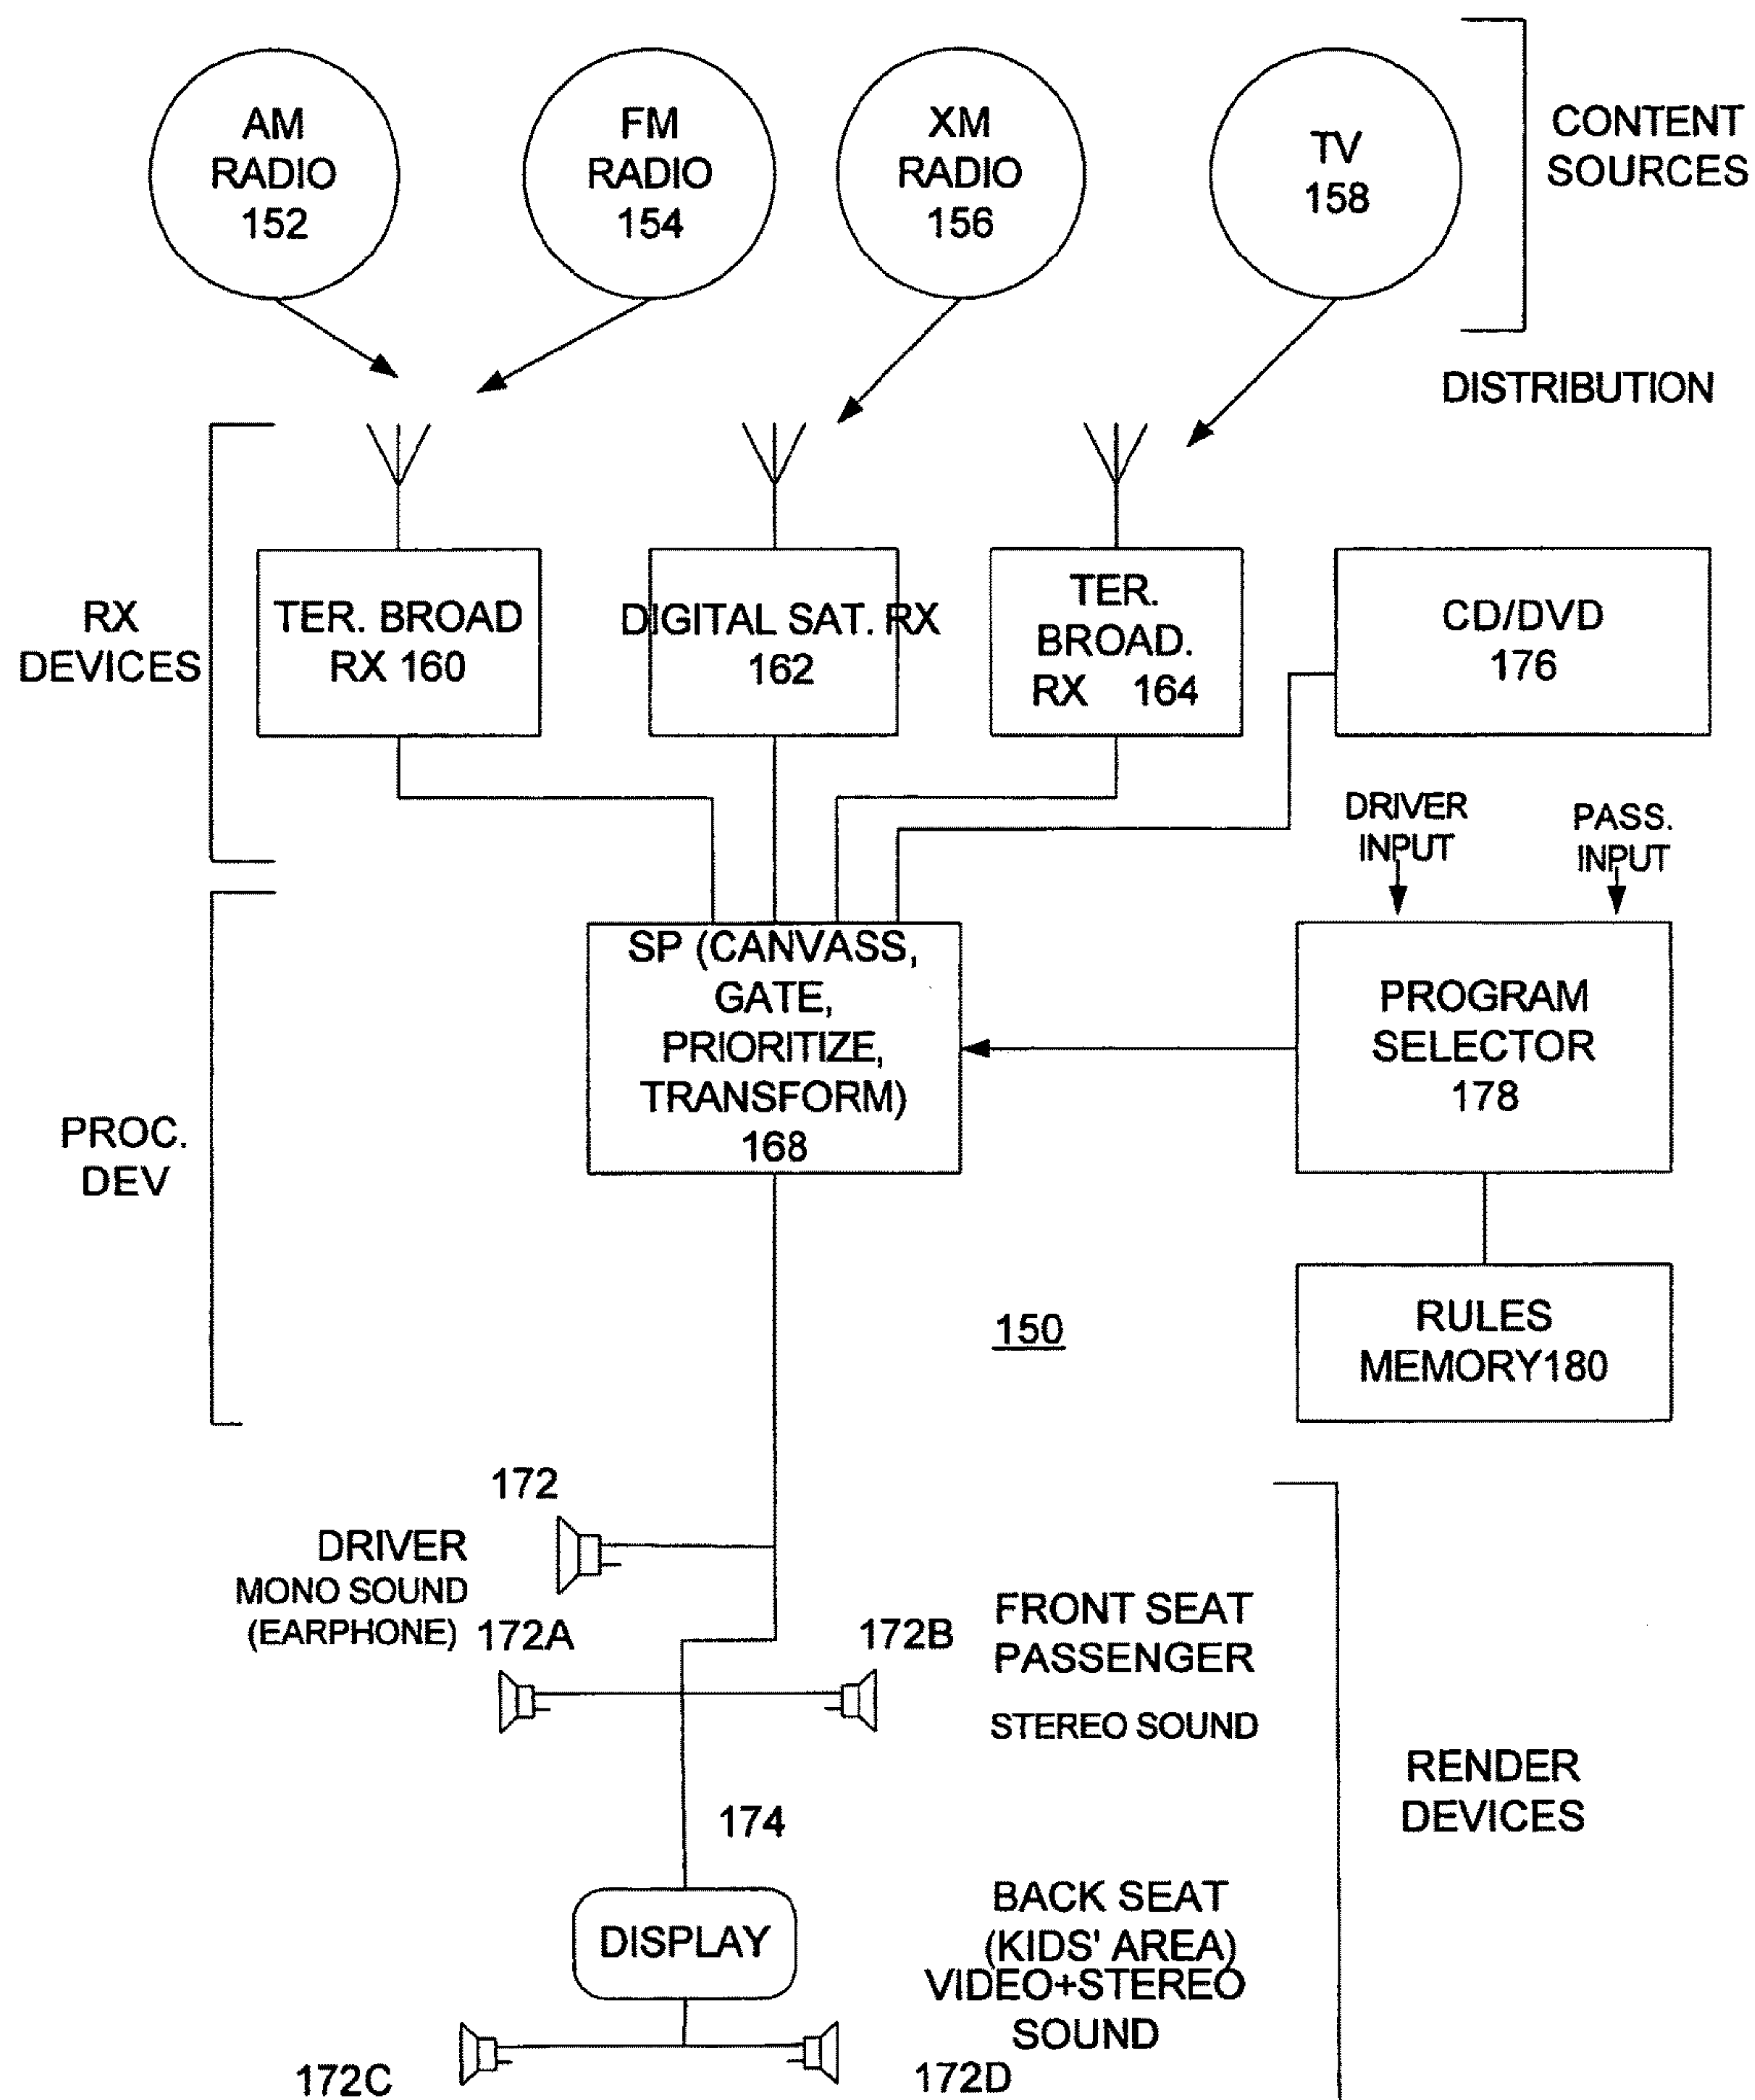 AM
RADIO
152
FM
RADIO
154
XM
RADIO
156
TV
158
CONTENT
SOURCES
DISTRIBUTION
RX
DEVICES
TER. BROAD
RX 160
DIGITAL SAT. RX
162
TER.
BROAD.
RX 164
CD/DVD
176
DRIVER
INPUT
PASS.
INPUT
PROC.
DEV
SP (CANVASS,
GATE,
PRIORITIZE,
TRANSFORM)
168
PROGRAM
SELECTOR
178
150
RULES
MEMORY180
172
DRIVER
MONO SOUND
(EARPHONE)
172A
172B
FRONT SEAT
PASSENGER
STEREO SOUND
RENDER
DEVICES
174
DISPLAY
BACK SEAT
(KIDS' AREA)
VIDEO+STEREO
SOUND
172C
172D